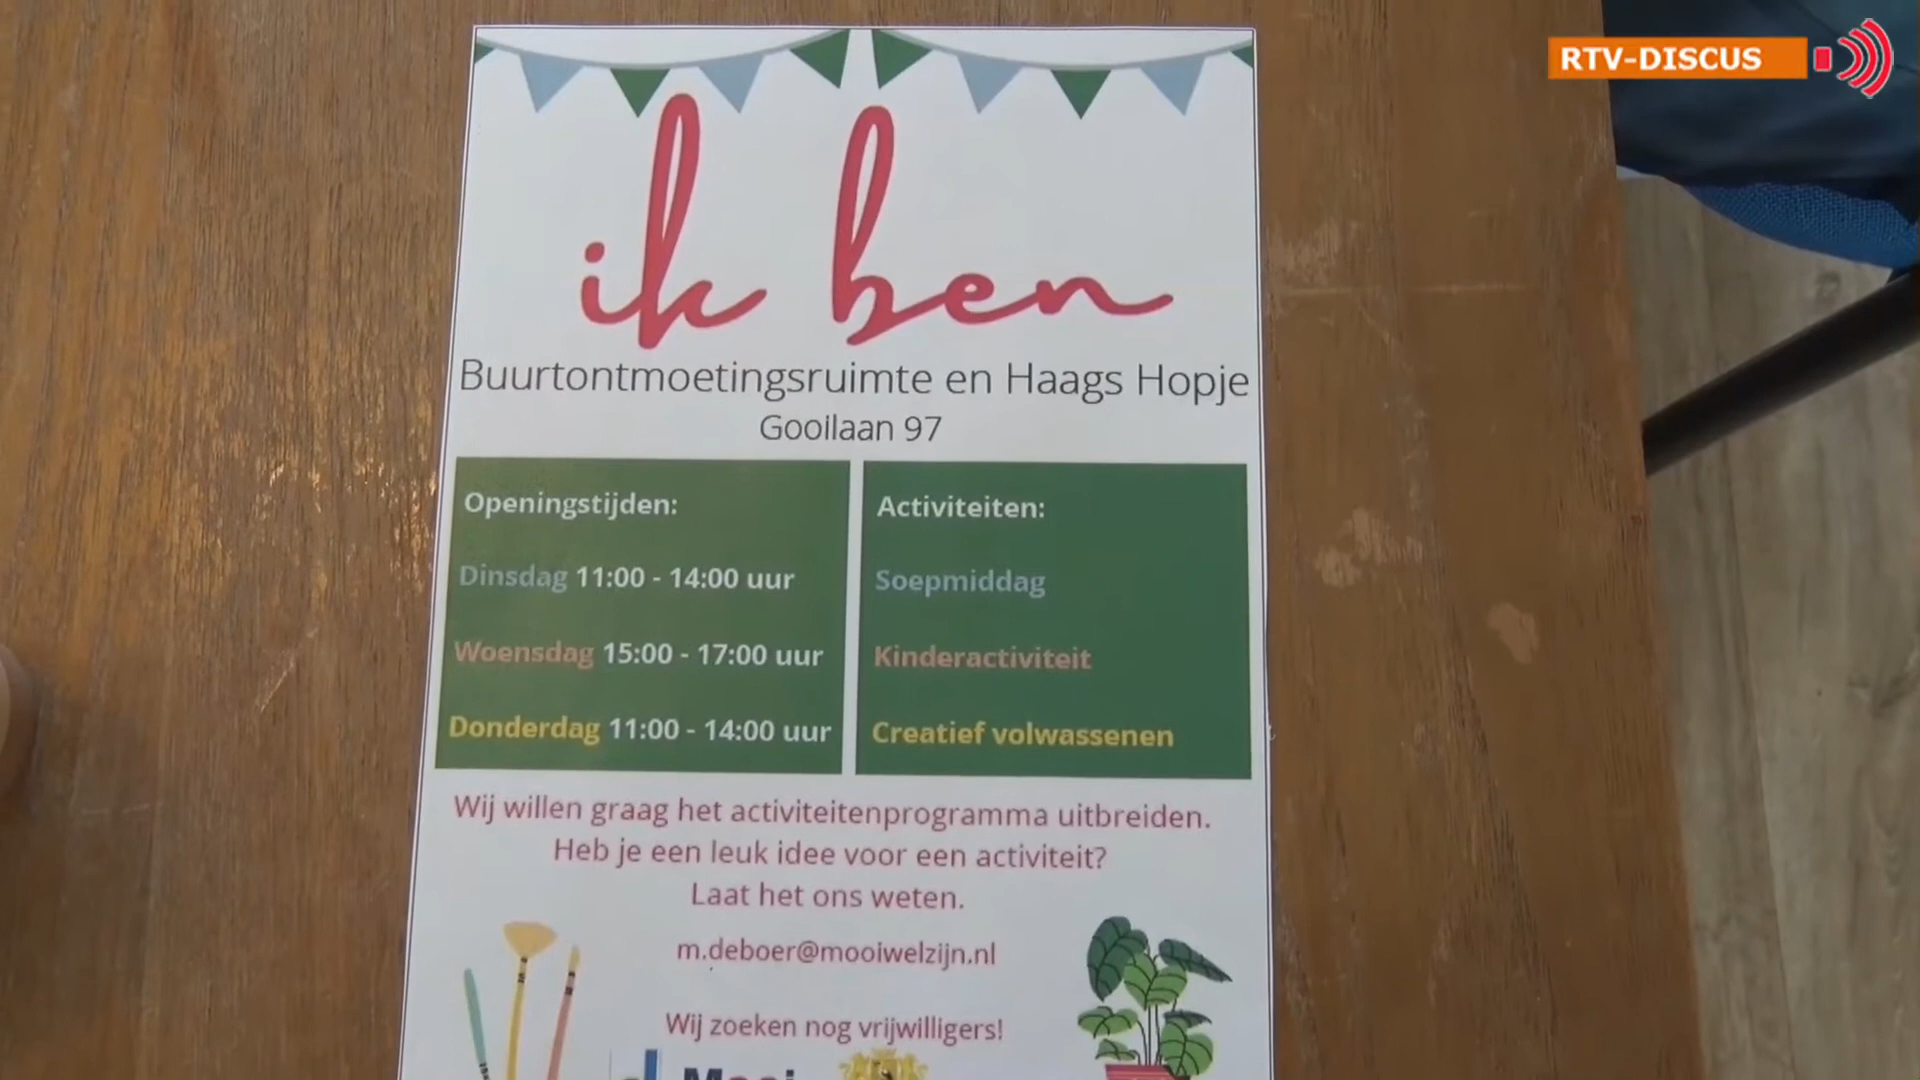 RTV-DISCUS
ik ben
Buurtontmoetingsruimte en Haags Hopje
Gooilaan 97
Openingstijden:
Dinsdag 11:00 - 14:00 uur
Woensdag 15:00 - 17:00 uur
Donderdag 11:00 - 14:00 uur
Activiteiten:
Soepmiddag
Kinderactiviteit
Creatief volwassenen
Wij willen graag het activiteitenprogramma uitbreiden.
Heb je een leuk idee voor een activiteit?
Laat het ons weten.
m.deboer@mooiwelzijn.nl
Wij zoeken nog vrijwilligers!
Mooi